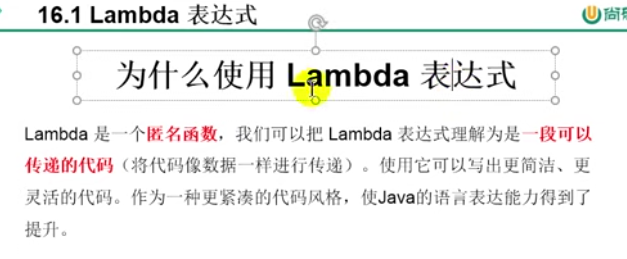 16.1 Lambda 表达式
尚
为什么使用 Lambda 表达式
Lambda 是一个匿名函数，我们可以把 Lambda 表达式理解为是一段可以
传递的代码（将代码像数据一样进行传递）。使用它可以写出更简洁、更
灵活的代码。作为一种更紧凑的代码风格，使Java的语言表达能力得到了
提升。